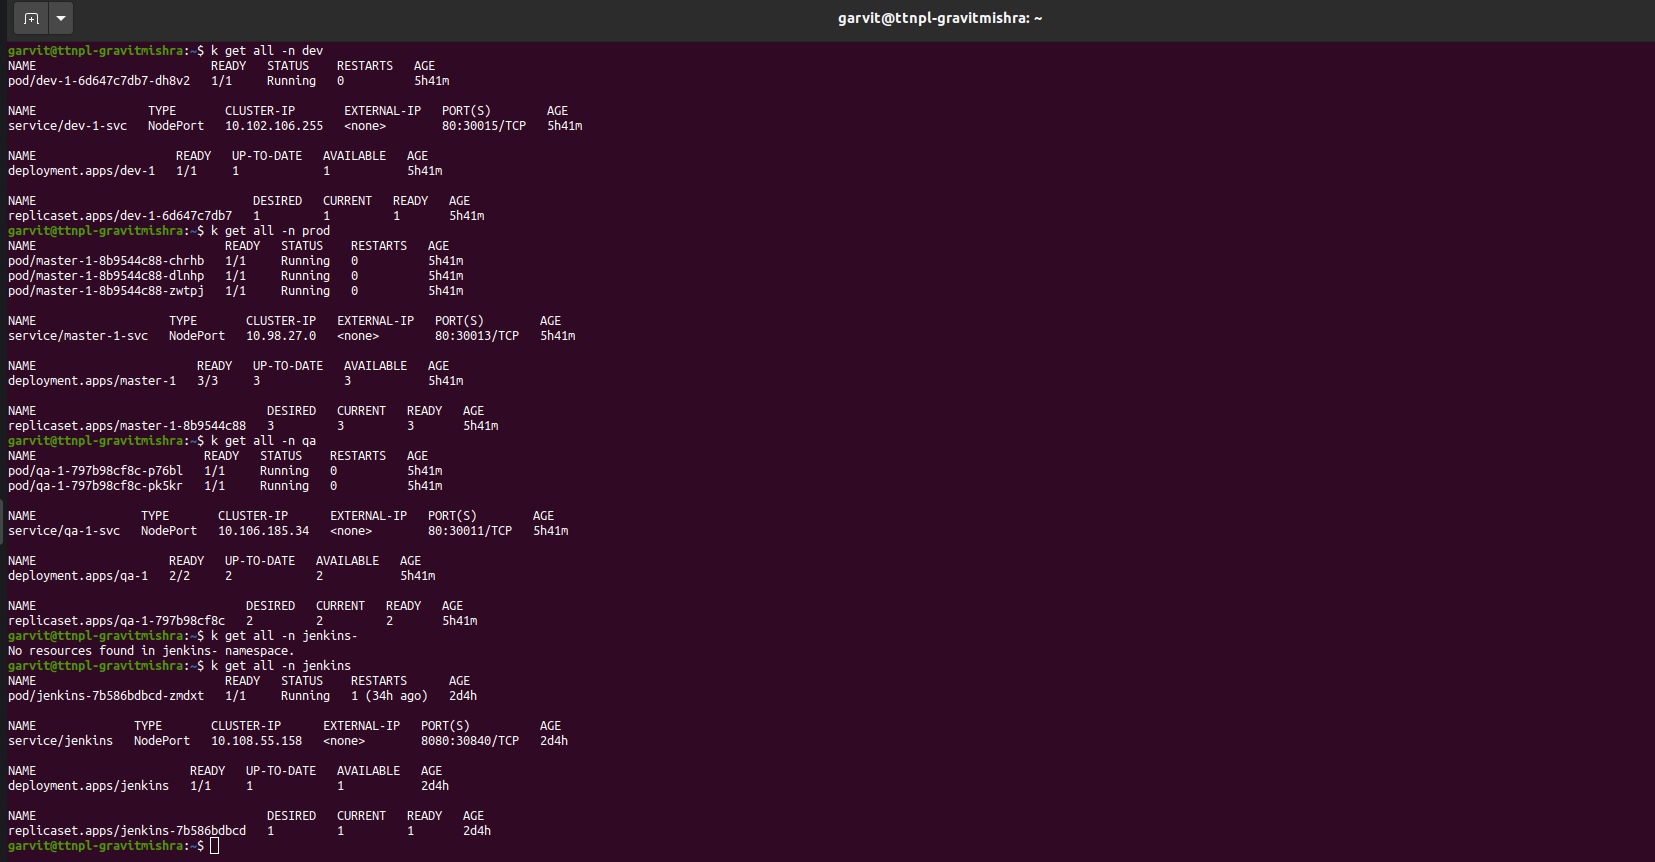 garvit@ttnpl-gravitmishra: ~
garvit@ttnpl-gravitmishra:~$ k get all -n dev
NAME                         READY   STATUS    RESTARTS   AGE
pod/dev-1-6d647c7db7-dh8v2   1/1     Running   0          5h41m

NAME                TYPE       CLUSTER-IP       EXTERNAL-IP   PORT(S)        AGE
service/dev-1-svc   NodePort   10.102.106.255   <none>        80:30015/TCP   5h41m

NAME                    READY   UP-TO-DATE   AVAILABLE   AGE
deployment.apps/dev-1   1/1     1            1           5h41m

NAME                               DESIRED   CURRENT   READY   AGE
replicaset.apps/dev-1-6d647c7db7   1         1         1       5h41m
garvit@ttnpl-gravitmishra:~$ k get all -n prod
NAME                           READY   STATUS    RESTARTS   AGE
pod/master-1-8b9544c88-chrhb   1/1     Running   0          5h41m
pod/master-1-8b9544c88-dlnhp   1/1     Running   0          5h41m
pod/master-1-8b9544c88-zwtpj   1/1     Running   0          5h41m

NAME                   TYPE       CLUSTER-IP   EXTERNAL-IP   PORT(S)        AGE
service/master-1-svc   NodePort   10.98.27.0   <none>        80:30013/TCP   5h41m

NAME                       READY   UP-TO-DATE   AVAILABLE   AGE
deployment.apps/master-1   3/3     3            3           5h41m

NAME                                 DESIRED   CURRENT   READY   AGE
replicaset.apps/master-1-8b9544c88   3         3         3       5h41m
garvit@ttnpl-gravitmishra:~$ k get all -n qa
NAME                        READY   STATUS    RESTARTS   AGE
pod/qa-1-797b98cf8c-p76bl   1/1     Running   0          5h41m
pod/qa-1-797b98cf8c-pk5kr   1/1     Running   0          5h41m

NAME               TYPE       CLUSTER-IP      EXTERNAL-IP   PORT(S)        AGE
service/qa-1-svc   NodePort   10.106.185.34   <none>        80:30011/TCP   5h41m

NAME                   READY   UP-TO-DATE   AVAILABLE   AGE
deployment.apps/qa-1   2/2     2            2           5h41m

NAME                              DESIRED   CURRENT   READY   AGE
replicaset.apps/qa-1-797b98cf8c   2         2         2       5h41m
garvit@ttnpl-gravitmishra:~$ k get all -n jenkins-
No resources found in jenkins- namespace.
garvit@ttnpl-gravitmishra:~$ k get all -n jenkins
NAME                           READY   STATUS    RESTARTS      AGE
pod/jenkins-7b586bdbcd-zmdxt   1/1     Running   1 (34h ago)   2d4h

NAME              TYPE       CLUSTER-IP      EXTERNAL-IP   PORT(S)          AGE
service/jenkins   NodePort   10.108.55.158   <none>        8080:30840/TCP   2d4h

NAME                      READY   UP-TO-DATE   AVAILABLE   AGE
deployment.apps/jenkins   1/1     1            1           2d4h

NAME                                 DESIRED   CURRENT   READY   AGE
replicaset.apps/jenkins-7b586bdbcd   1         1         1       2d4h
garvit@ttnpl-gravitmishra:~$